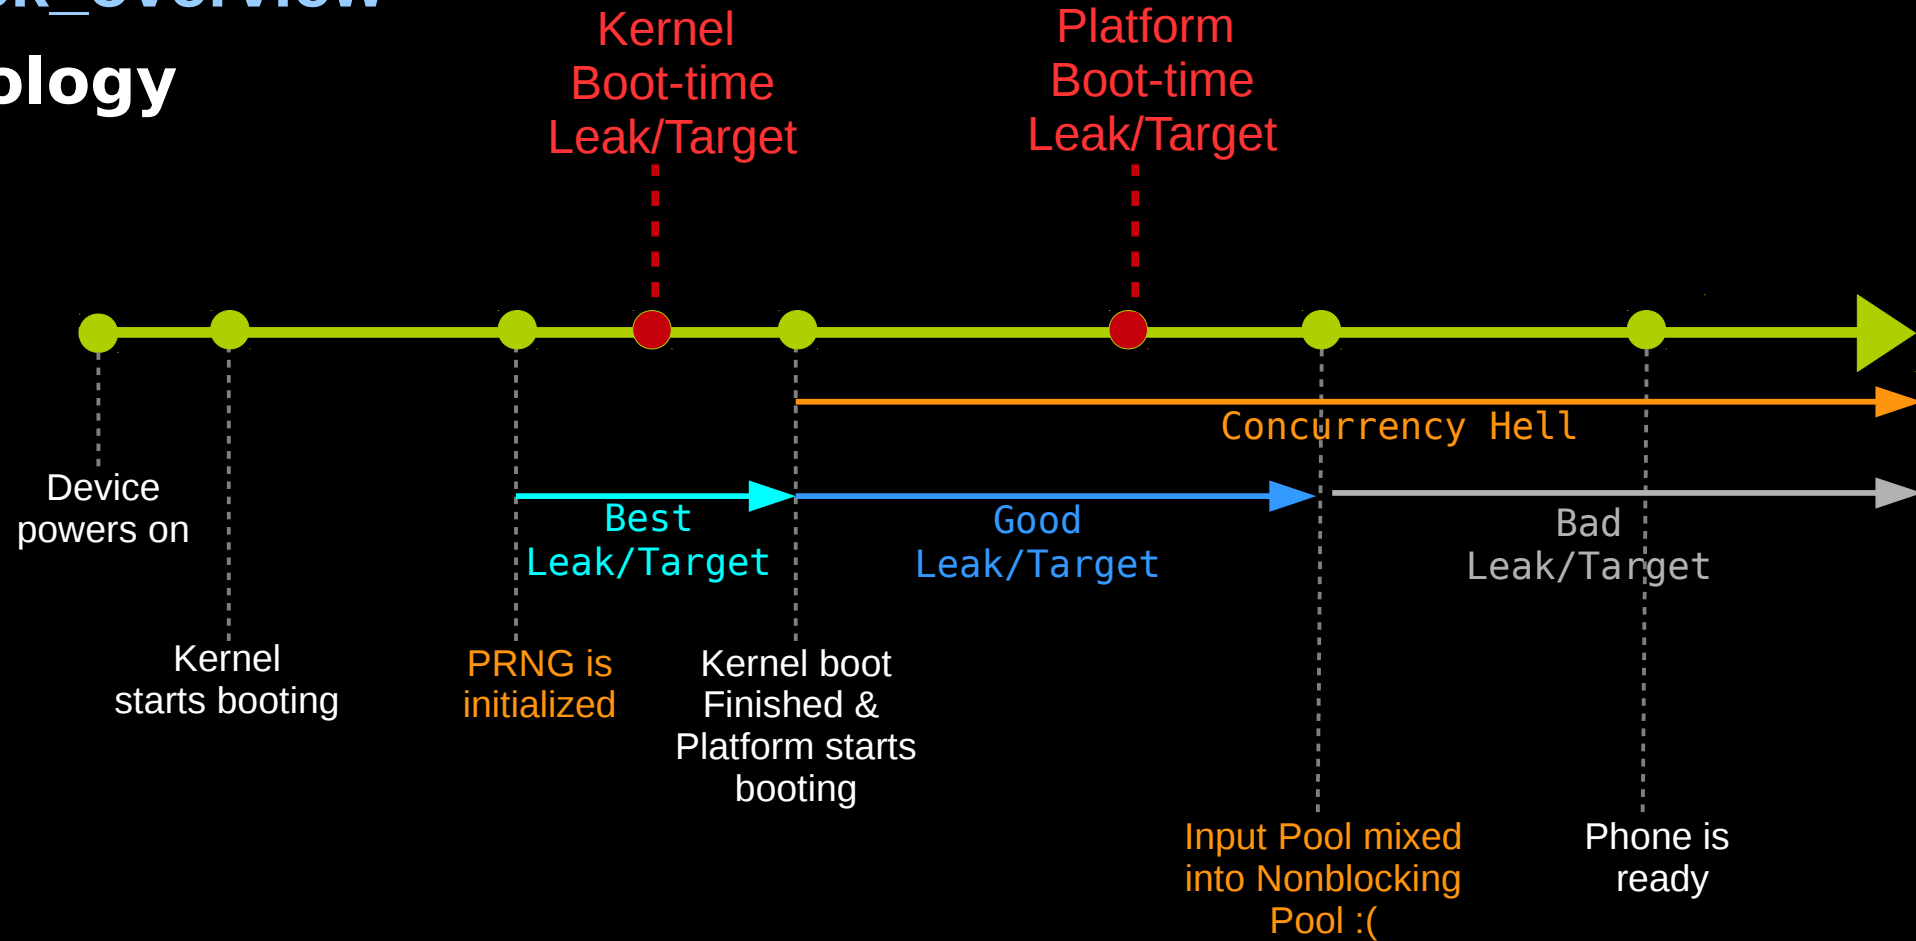 ology
Kernel
Boot-time
Leak/Target
Platform
Boot-time
Leak/Target
Concurrency Hell
Best
Leak/Target
Good
Leak/Target
Bad
Leak/Target
Device
powers on
Kernel
starts booting
PRNG is
initialized
Kernel boot
Finished &
Platform starts
booting
Input Pool mixed
into Nonblocking
Pool :(
Phone is
ready